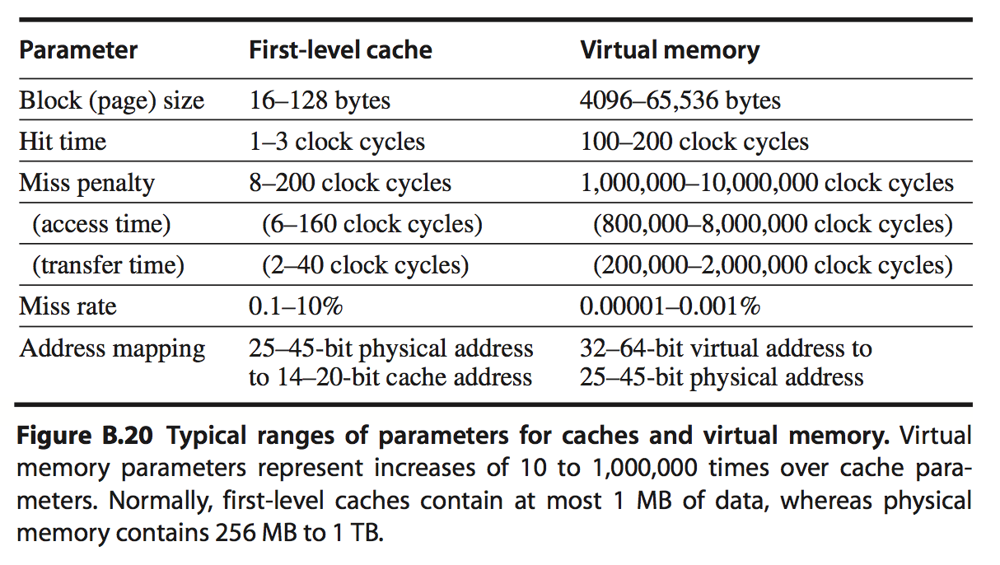 Parameter First-level cache Virtual memory
Block (page) size 16–128 bytes 4096–65,536 bytes
Hit time 1–3 clock cycles 100–200 clock cycles
Miss penalty 8–200 clock cycles 1,000,000–10,000,000 clock cycles
(access time) (6–160 clock cycles) (800,000–8,000,000 clock cycles)
(transfer time) (2–40 clock cycles) (200,000–2,000,000 clock cycles)
Miss rate 0.1–10% 0.00001–0.001%
Address mapping 25–45-bit physical address 32–64-bit virtual address to
to 14–20-bit cache address 25–45-bit physical address
Figure B.20 Typical ranges of parameters for caches and virtual memory. Virtual
memory parameters represent increases of 10 to 1,000,000 times over cache para-
meters. Normally, first-level caches contain at most 1 MB of data, whereas physical
memory contains 256 MB to 1 TB.